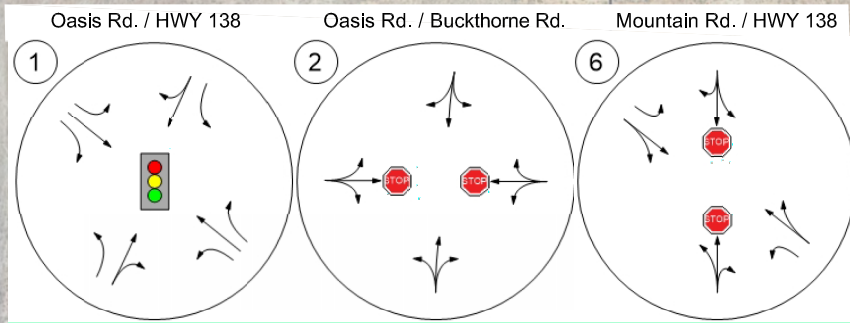 Oasis Rd. / HWY 138
Oasis Rd. / Buckthorne Rd.
Mountain Rd. / HWY 138
1
2
6
STOP
STOP
STOP
STOP